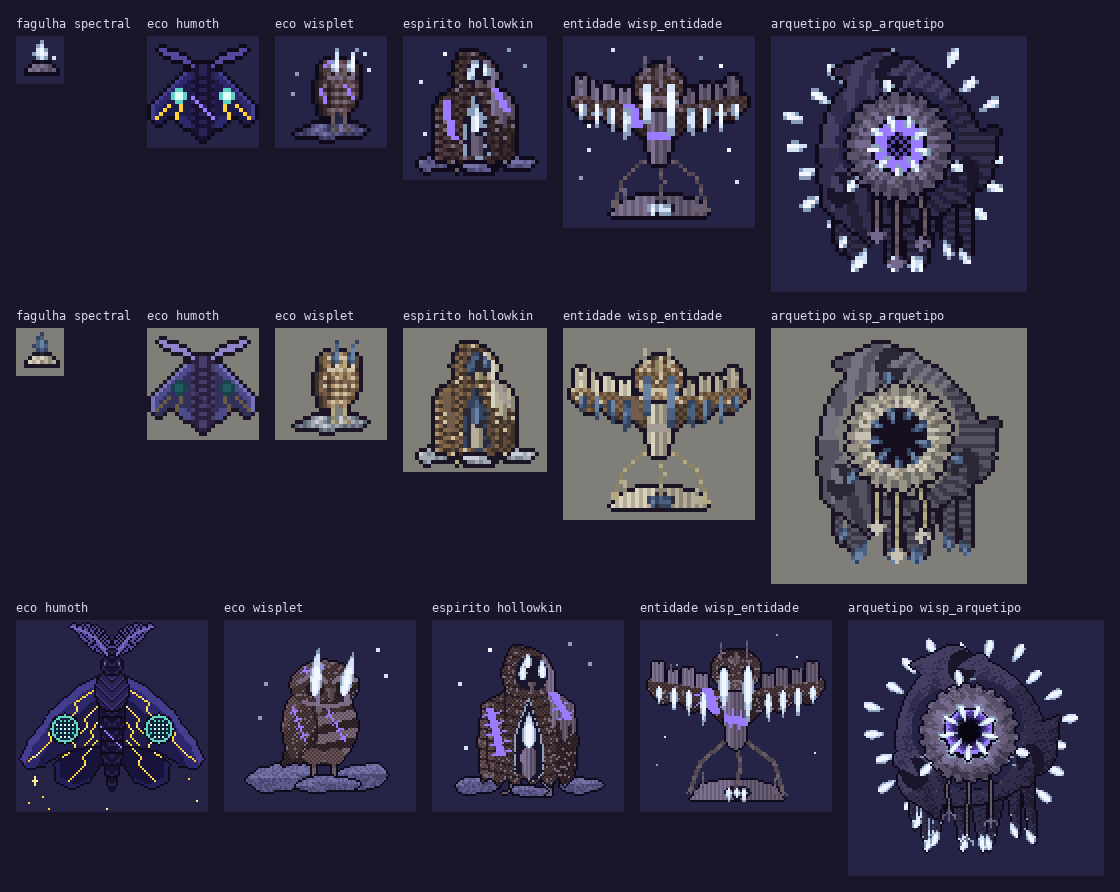 fagulha spectral
eco humoth
eco wisplet
espirito hollowkin
entidade wisp_entidade
arquetipo wisp_arquetipo
fagulha spectral
eco humoth
eco wisplet
espirito hollowkin
entidade wisp_entidade
arquetipo wisp_arquetipo
eco humoth
eco wisplet
espirito hollowkin
entidade wisp_entidade
arquetipo wisp_arquetipo